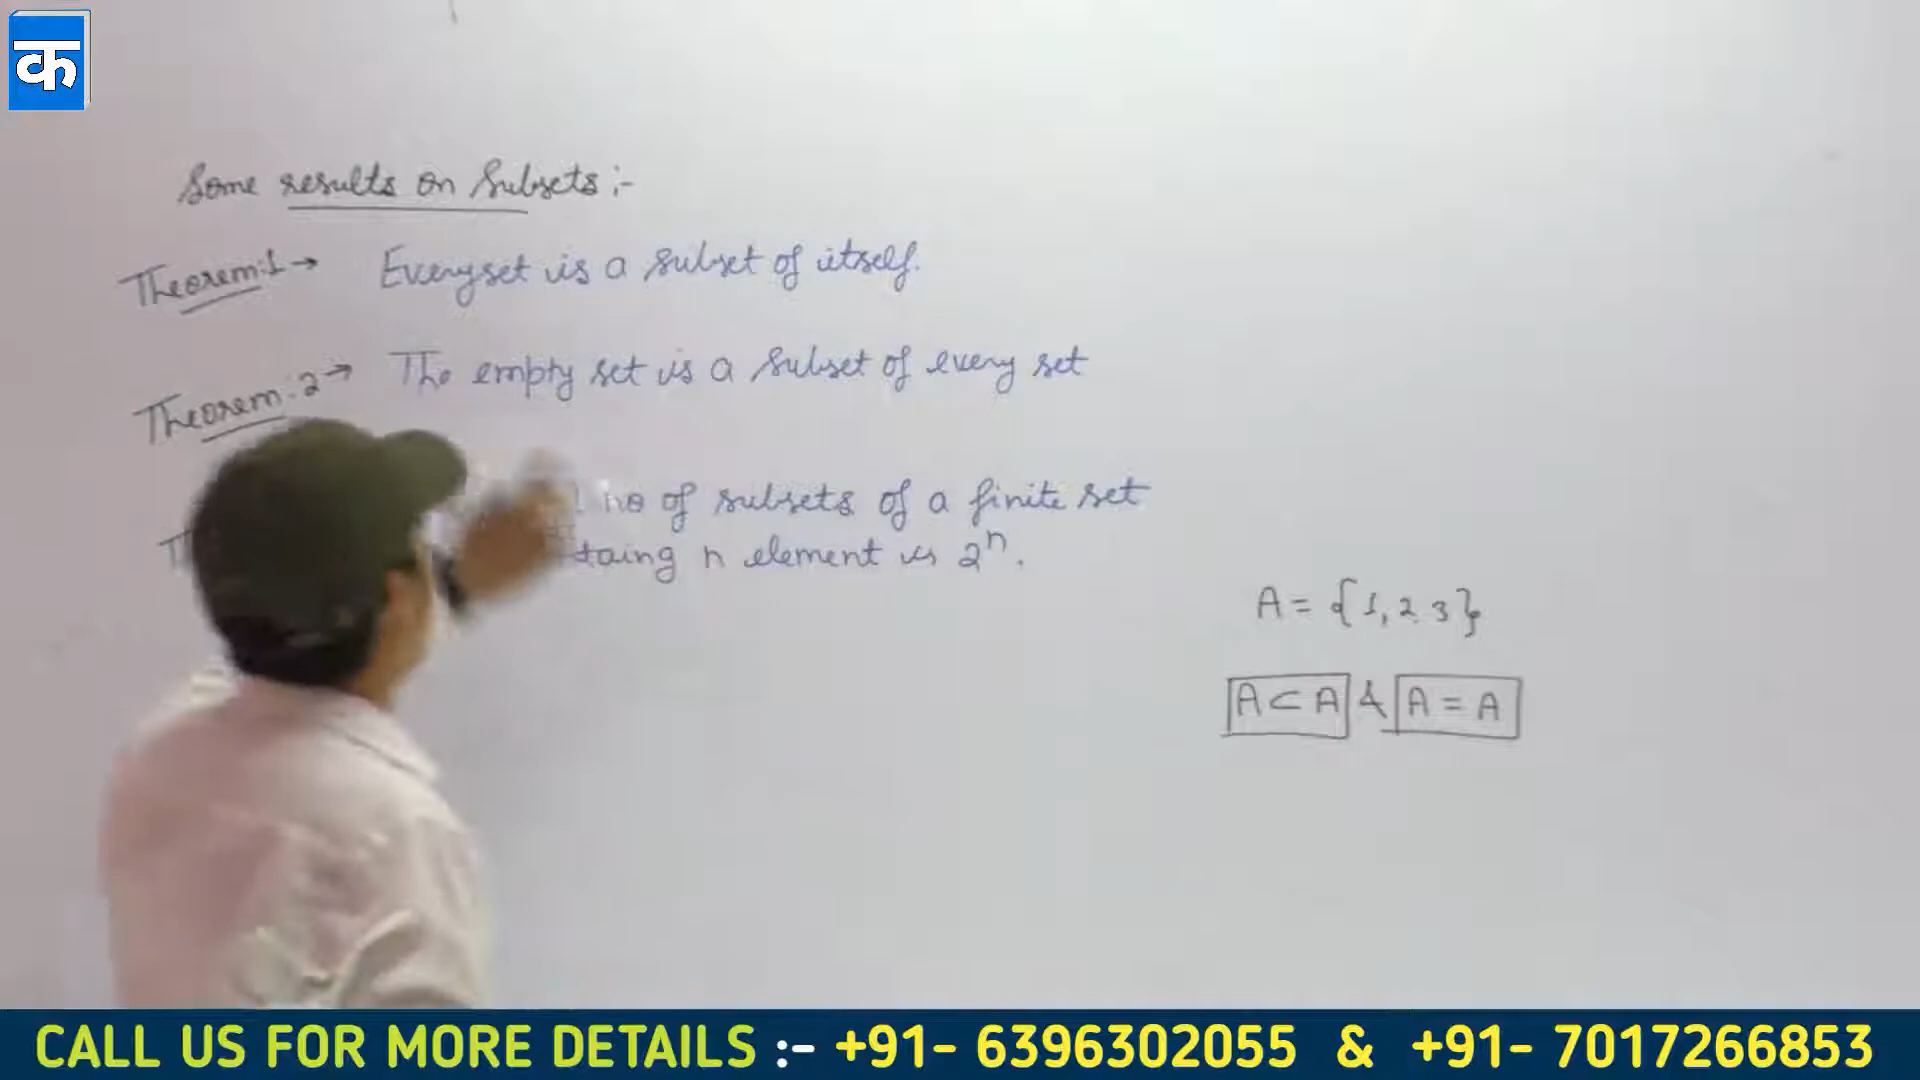 क
Some results on Subsets :-
Theorem:1 → Every set is a subset of itself.
Theorem:2 → The empty set is a subset of every set
no of subsets of a finite set
taing n element is 2ⁿ.
A = {1, 2 3}
A ⊂ A & A = A
CALL US FOR MORE DETAILS :- +91- 6396302055 & +91- 7017266853